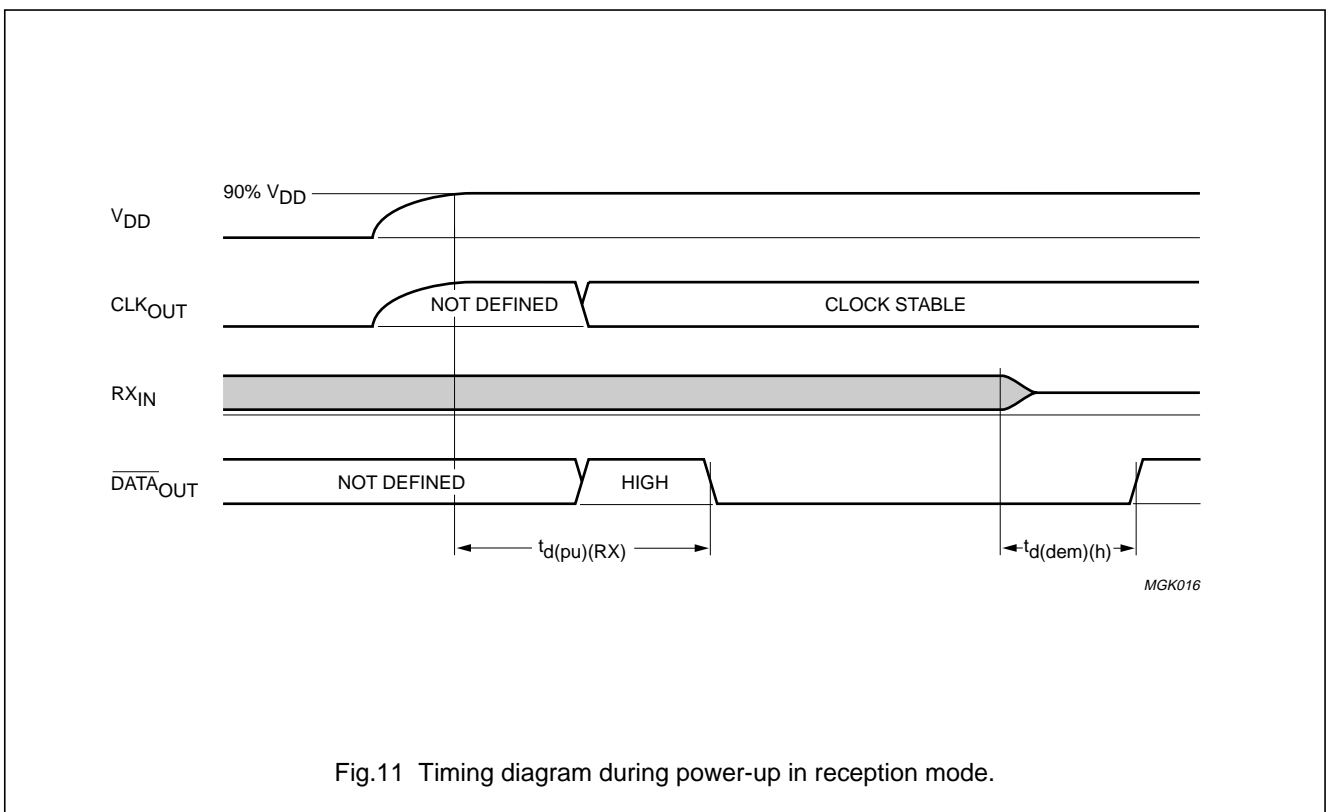 90% VDD
VDD
CLKOUT
NOT DEFINED
CLOCK STABLE
RXIN
DATAOUT
NOT DEFINED
HIGH
td(pu)(RX)
td(dem)(h)
MGK016
Fig.11 Timing diagram during power-up in reception mode.